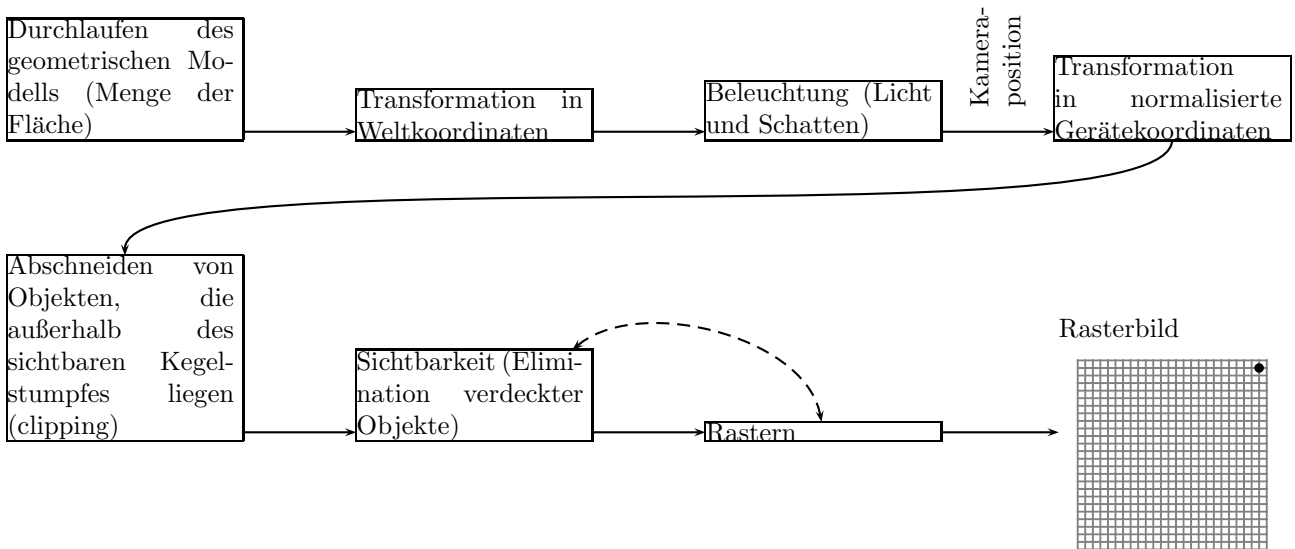 Durchlaufen des
geometrischen Mo-
dells (Menge der
Fläche)
Transformation in
Weltkoordinaten
Beleuchtung (Licht
und Schatten)
Kamera-
position
Transformation
in normalisierte
Gerätekoordinaten
Abschneiden von
Objekten, die
außerhalb des
sichtbaren Kegel-
stumpfes liegen
(clipping)
Sichtbarkeit (Elimi-
nation verdeckter
Objekte)
Rastern
Rasterbild